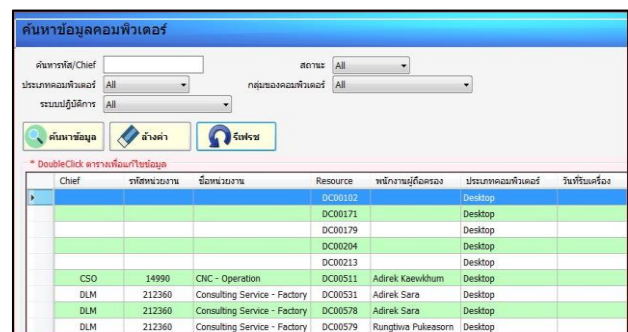 ค้นหาข้อมูลคอมพิวเตอร์
ค้นหารหัส/Chief สถานะ All
ประเภทคอมพิวเตอร์ All กลุ่มของคอมพิวเตอร์ All
ระบบปฏิบัติการ All
ค้นหาข้อมูล ล้างค่า รีเฟรช
* DoubleClick ตารางเพื่อแก้ไขข้อมูล
Chief รหัสหน่วยงาน ชื่อหน่วยงาน Resource พนักงานผู้ถือครอง ประเภทคอมพิวเตอร์ วันที่รับเครื่อง
DC00102 Desktop
DC00171 Desktop
DC00179 Desktop
DC00204 Desktop
DC00213 Desktop
CSO 14990 CNC - Operation DC00511 Adirek Kaewkhum Desktop
DLM 212360 Consulting Service - Factory DC00531 Adirek Sara Desktop
DLM 212360 Consulting Service - Factory DC00578 Adirek Sara Desktop
DLM 212360 Consulting Service - Factory DC00579 Rungtiwa Pukeasorn Desktop